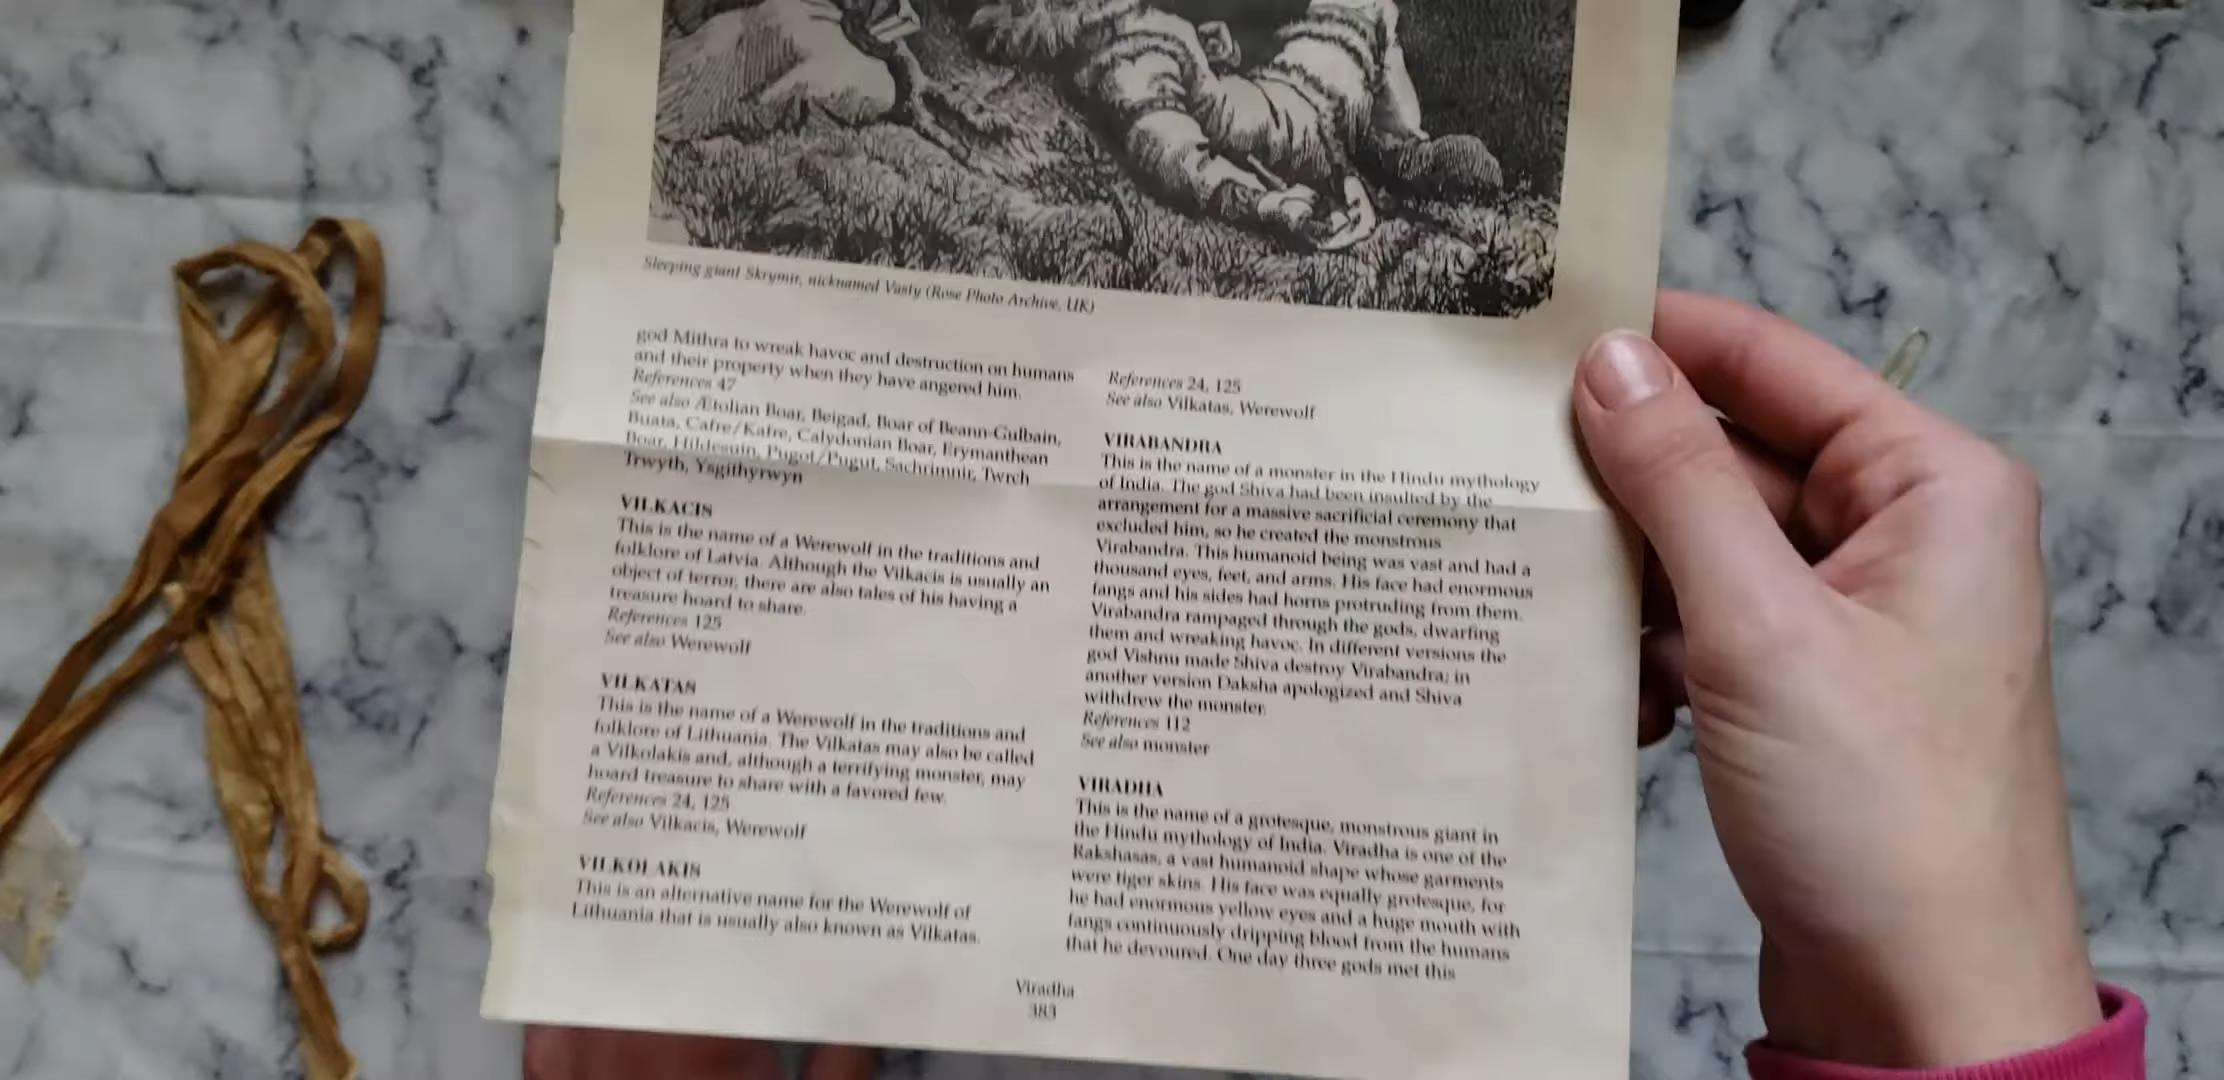 Sleeping giant Skrymir, nicknamed Vasty (Rose Photo Archive, UK)
god Mithra to wreak havoc and destruction on humans
and their property when they have angered him.
References 47
See also Ætolian Boar, Beigad, Boar of Beann-Gulbain,
Buata, Cafre/Kafre, Calydonian Boar, Erymanthean
Boar, Hildesuin, Pugot/Pugut, Sachrimnir, Twrch
Trwyth, Ysgithyrwyn
VILKACIS
This is the name of a Werewolf in the traditions and
folklore of Latvia. Although the Vilkacis is usually an
object of terror, there are also tales of his having a
treasure hoard to share.
References 125
See also Werewolf
VILKATAS
This is the name of a Werewolf in the traditions and
folklore of Lithuania. The Vilkatas may also be called
a Vilkolakis and, although a terrifying monster, may
hoard treasure to share with a favored few.
References 24, 125
See also Vilkacis, Werewolf
VILKOLAKIS
This is an alternative name for the Werewolf of
Lithuania that is usually also known as Vilkatas.
References 24, 125
See also Vilkatas, Werewolf
VIRABANDRA
This is the name of a monster in the Hindu mythology
of India. The god Shiva had been insulted by the
arrangement for a massive sacrificial ceremony that
excluded him, so he created the monstrous
Virabandra. This humanoid being was vast and had a
thousand eyes, feet, and arms. His face had enormous
fangs and his sides had horns protruding from them.
Virabandra rampaged through the gods, dwarfing
them and wreaking havoc. In different versions the
god Vishnu made Shiva destroy Virabandra; in
another version Daksha apologized and Shiva
withdrew the monster.
References 112
See also monster
VIRADHA
This is the name of a grotesque, monstrous giant in
the Hindu mythology of India. Viradha is one of the
Rakshasas, a vast humanoid shape whose garments
were tiger skins. His face was equally grotesque, for
he had enormous yellow eyes and a huge mouth with
fangs continuously dripping blood from the humans
that he devoured. One day three gods met this
Viradha
383